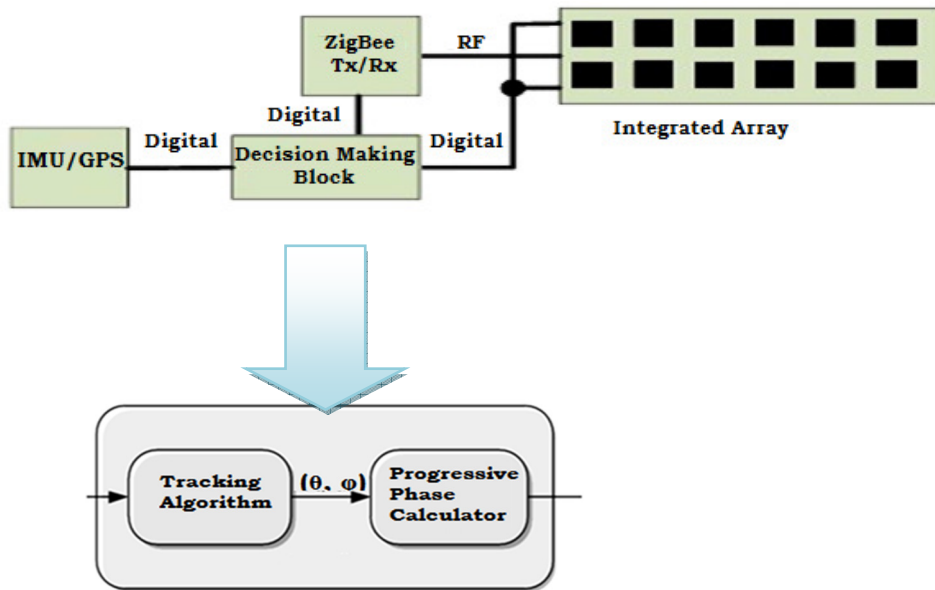 ZigBee
Tx/Rx
RF
Digital
Integrated Array
IMU/GPS
Digital
Decision Making
Block
Digital
Tracking
Algorithm
(θ, φ)
Progressive
Phase
Calculator